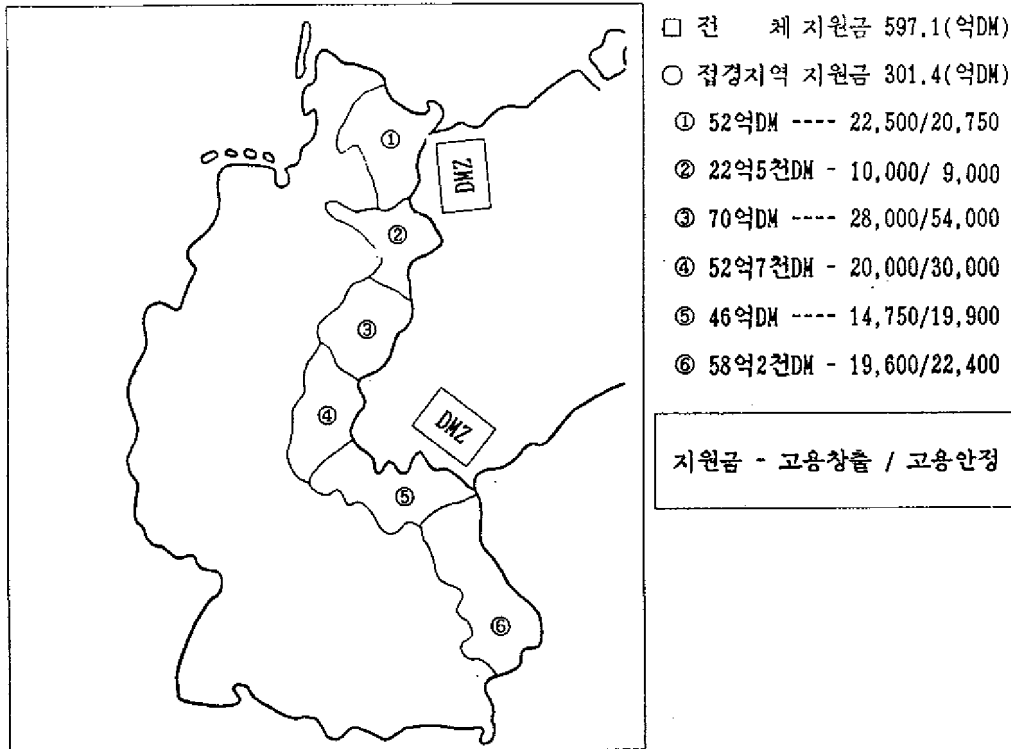 □ 전 체 지원금 597.1(억DM)
○ 접경지역 지원금 301.4(억DM)
① 52억DM ---- 22,500/20,750
② 22억5천DM - 10,000/ 9,000
③ 70억DM ---- 28,000/54,000
④ 52억7천DM - 20,000/30,000
⑤ 46억DM ---- 14,750/19,900
⑥ 58억2천DM - 19,600/22,400
지원금 - 고용창출 / 고용안정
①
DMZ
②
③
④
DMZ
⑤
⑥